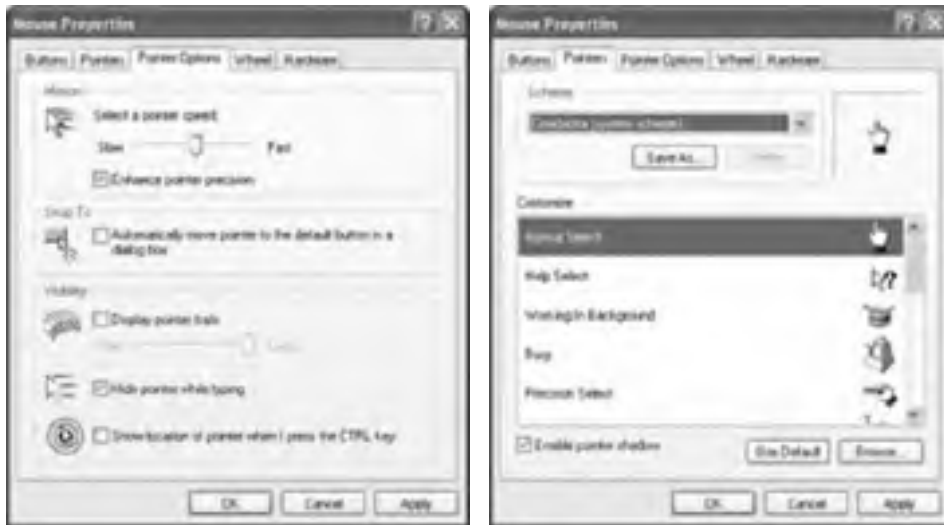 Mouse Properties
Buttons Pointers Pointer Options Wheel Hardware
Motion
Select a pointer speed:
Slow Fast
Enhance pointer precision
Snap To
Automatically move pointer to the default button in a
dialog box
Visibility
Display pointer trails
Hide pointer while typing
Show location of pointer when I press the CTRL key
OK Cancel Apply
Mouse Properties
Buttons Pointers Pointer Options Wheel Hardware
Scheme
Conductor (system scheme)
Save As...
Customize
Normal Select
Help Select
Working In Background
Busy
Precision Select
Enable pointer shadow
Use Default Browse...
OK Cancel Apply